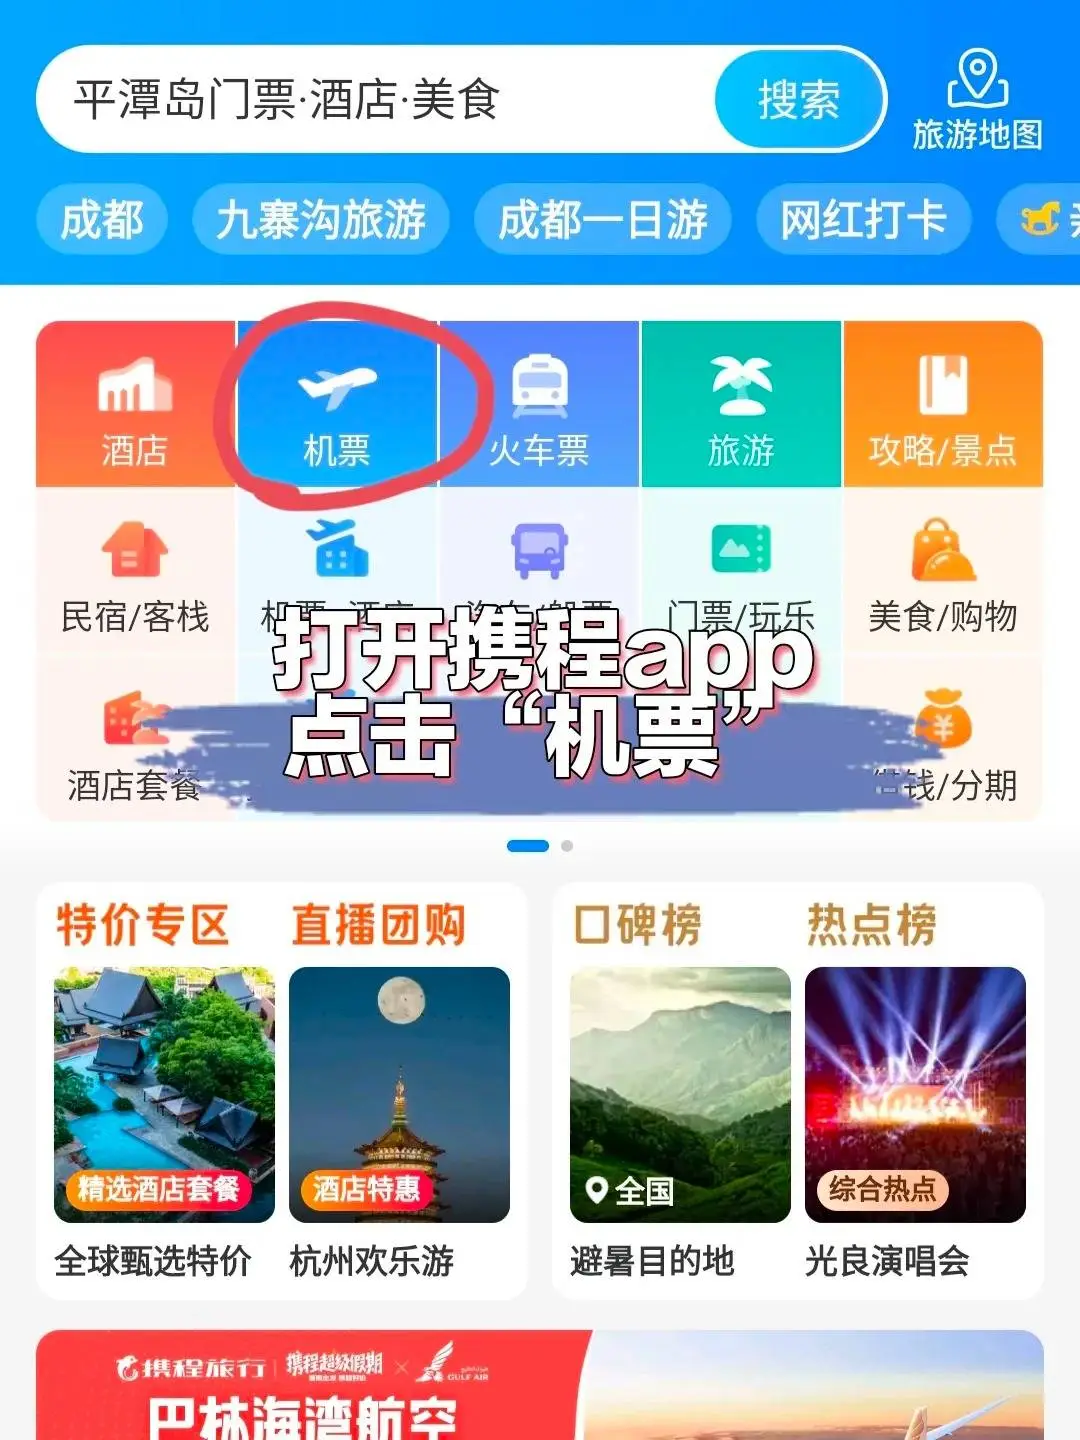 平潭岛门票·酒店·美食
搜索
旅游地图
成都
九寨沟旅游
成都一日游
网红打卡
酒店
机票
火车票
旅游
攻略/景点
民宿/客栈
门票/玩乐
美食/购物
打开携程app
点击“机票”
酒店套餐
借钱/分期
特价专区
直播团购
口碑榜
热点榜
精选酒店套餐
酒店特惠
全国
综合热点
全球甄选特价
杭州欢乐游
避暑目的地
光良演唱会
携程旅行
携程超级假期
GULF AIR
巴林海湾航空